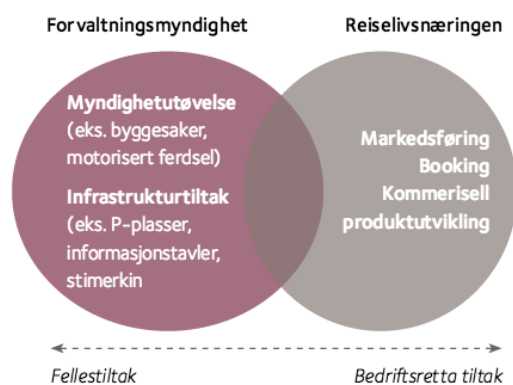 Forvaltningsmyndighet
Reiselivsnæringen
Myndighetutøvelse
(eks. byggesaker,
motorisert ferdsel)
Infrastrukturtiltak
(eks. P-plasser,
informasjonstavler,
stimerkin
Markedsføring
Booking
Kommerisell
produktutvikling
Fellestiltak
Bedriftsretta tiltak